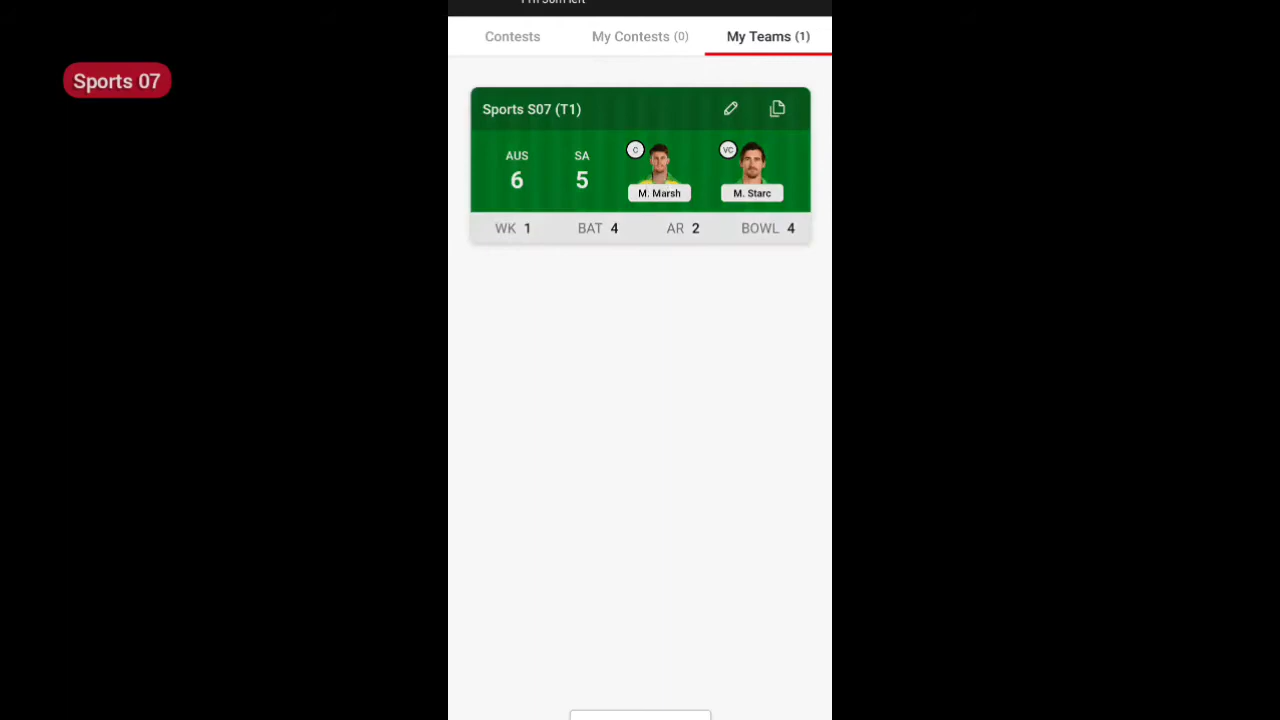 Contests My Contests (0) My Teams (1)
Sports 07
Sports S07 (T1)
AUS SA C VC
6 5
M. Marsh M. Starc
WK 1 BAT 4 AR 2 BOWL 4